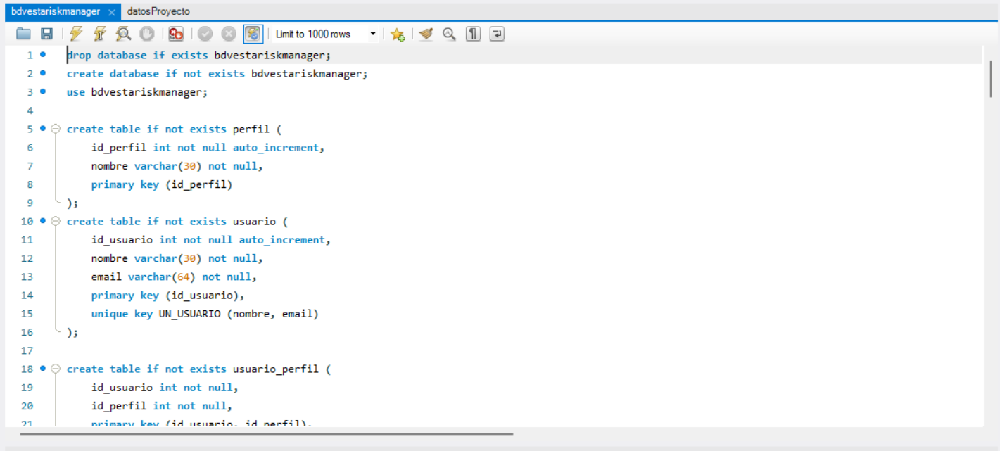 bdvestariskmanager × datosProyecto
Limit to 1000 rows
1 drop database if exists bdvestariskmanager;
2 create database if not exists bdvestariskmanager;
3 use bdvestariskmanager;
4
5 create table if not exists perfil (
6 id_perfil int not null auto_increment,
7 nombre varchar(30) not null,
8 primary key (id_perfil)
9 );
10 create table if not exists usuario (
11 id_usuario int not null auto_increment,
12 nombre varchar(30) not null,
13 email varchar(64) not null,
14 primary key (id_usuario),
15 unique key UN_USUARIO (nombre, email)
16 );
17
18 create table if not exists usuario_perfil (
19 id_usuario int not null,
20 id_perfil int not null,
21 primary key (id_usuario, id_perfil),